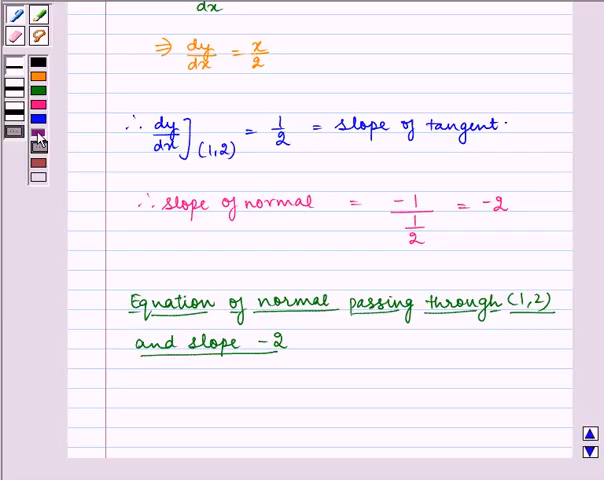 dx
⇒ dy/dx = x/2
∴ dy/dx](1,2) = 1/2 = slope of tangent.
∴ slope of normal = -1/(1/2) = -2
Equation of normal passing through (1,2)
and slope -2